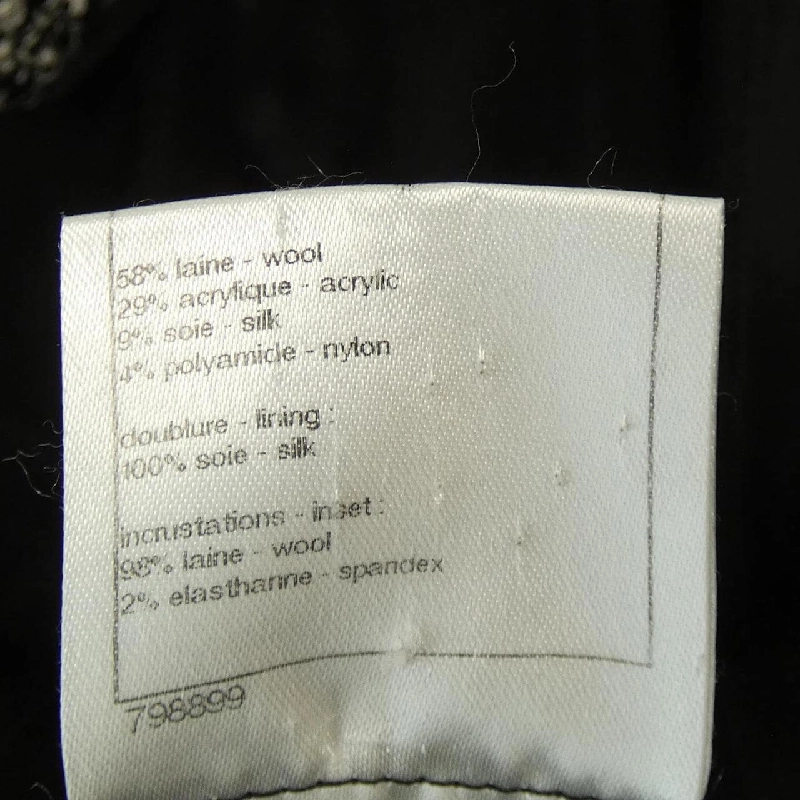 58% laine - wool
29% acrylique - acrylic
9% soie - silk
4% polyamide - nylon
doublure - lining :
100% soie - silk
incrustations - inset :
98% laine - wool
2% elasthanne - spandex
798899